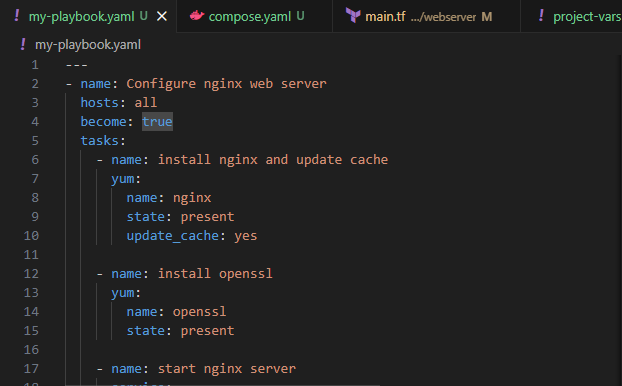 ! my-playbook.yaml U × compose.yaml U main.tf .../webserver M ! project-vars
! my-playbook.yaml
1 ---
2 - name: Configure nginx web server
3 hosts: all
4 become: true
5 tasks:
6 - name: install nginx and update cache
7 yum:
8 name: nginx
9 state: present
10 update_cache: yes
11
12 - name: install openssl
13 yum:
14 name: openssl
15 state: present
16
17 - name: start nginx server